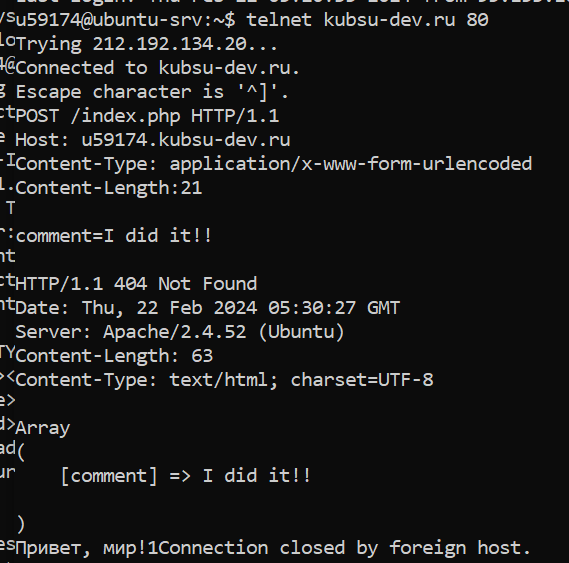 u59174@ubuntu-srv:~$ telnet kubsu-dev.ru 80
Trying 212.192.134.20...
Connected to kubsu-dev.ru.
Escape character is '^]'.
POST /index.php HTTP/1.1
Host: u59174.kubsu-dev.ru
Content-Type: application/x-www-form-urlencoded
Content-Length:21
comment=I did it!!
HTTP/1.1 404 Not Found
Date: Thu, 22 Feb 2024 05:30:27 GMT
Server: Apache/2.4.52 (Ubuntu)
Content-Length: 63
Content-Type: text/html; charset=UTF-8
Array
(
[comment] => I did it!!
)
Привет, мир!1Connection closed by foreign host.